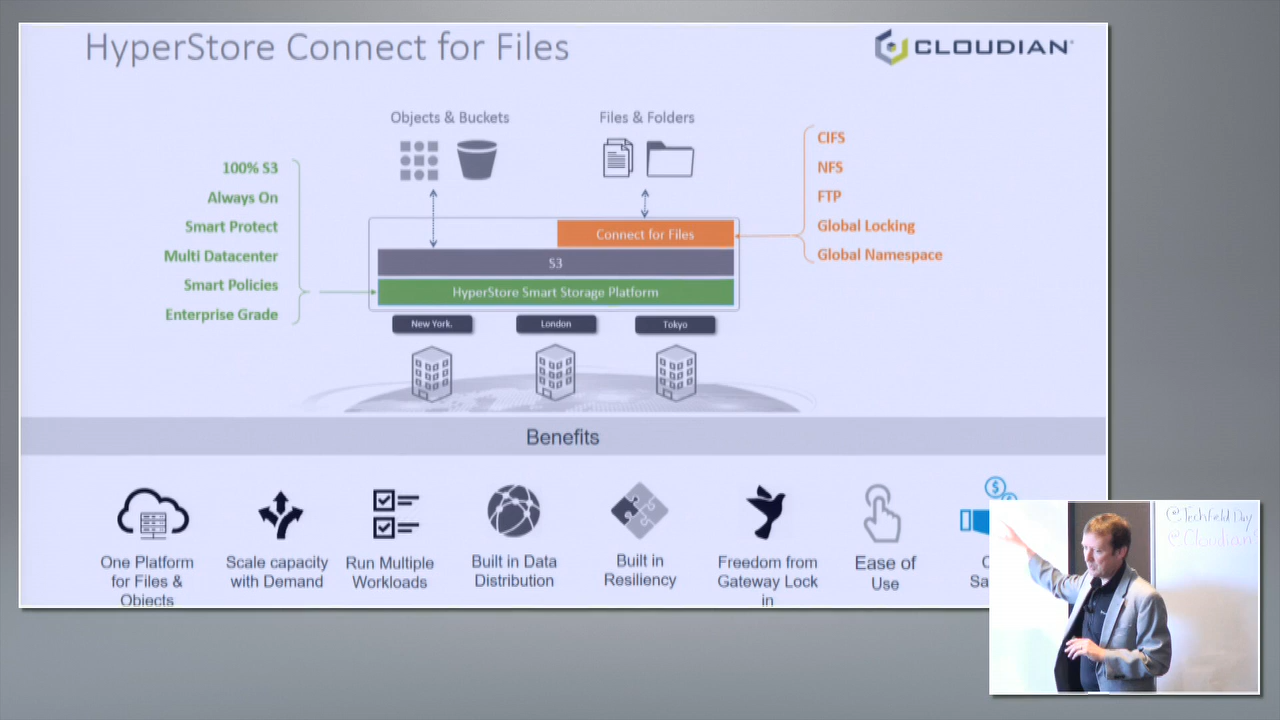 HyperStore Connect for Files
CLOUDIAN
Objects & Buckets
Files & Folders
100% S3
Always On
Smart Protect
Multi Datacenter
Smart Policies
Enterprise Grade
CIFS
NFS
FTP
Global Locking
Global Namespace
Connect for Files
S3
HyperStore Smart Storage Platform
New York,
London
Tokyo
Benefits
One Platform
for Files &
Objects
Scale capacity
with Demand
Run Multiple
Workloads
Built in Data
Distribution
Built in
Resiliency
Freedom from
Gateway Lock
in
Ease of
Use
@TechfieldDay
@Cloudian